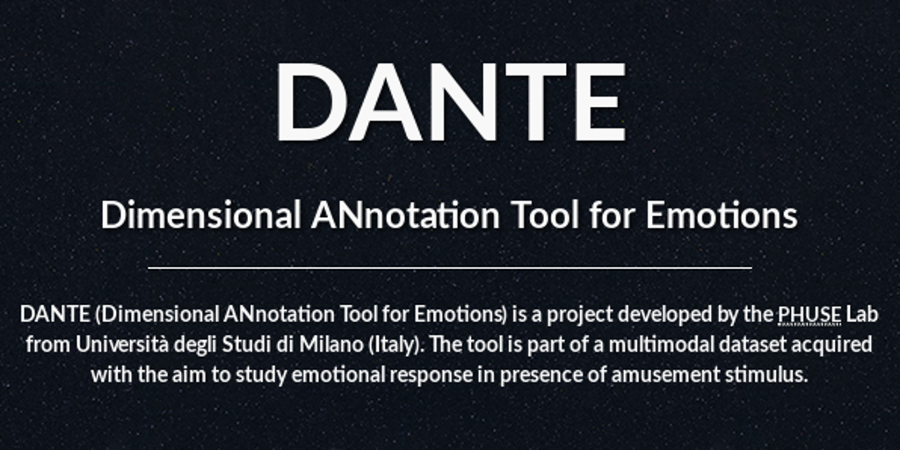 DANTE
Dimensional ANnotation Tool for Emotions
DANTE (Dimensional ANnotation Tool for Emotions) is a project developed by the PHUSE Lab
from Università degli Studi di Milano (Italy). The tool is part of a multimodal dataset acquired
with the aim to study emotional response in presence of amusement stimulus.